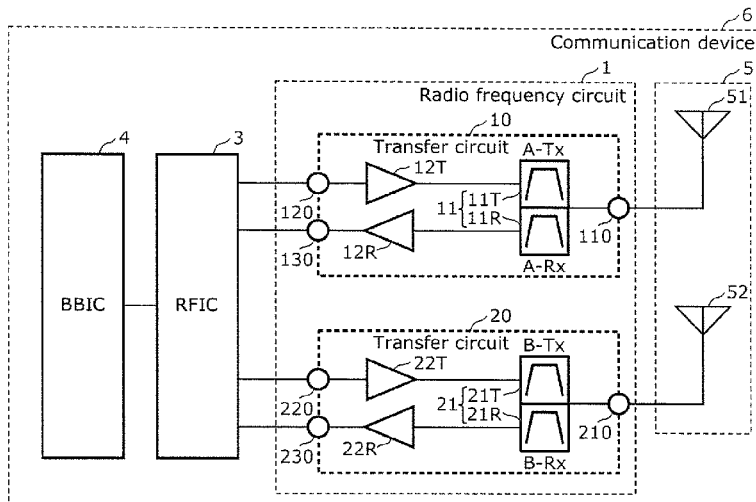 6
Communication device
5
1
Radio frequency circuit
51
10
Transfer circuit
A-Tx
4
3
12T
120
11 { 11T
11R
110
130
12R
A-Rx
BBIC
RFIC
52
20
Transfer circuit
B-Tx
22T
220
21 { 21T
21R
210
230
22R
B-Rx